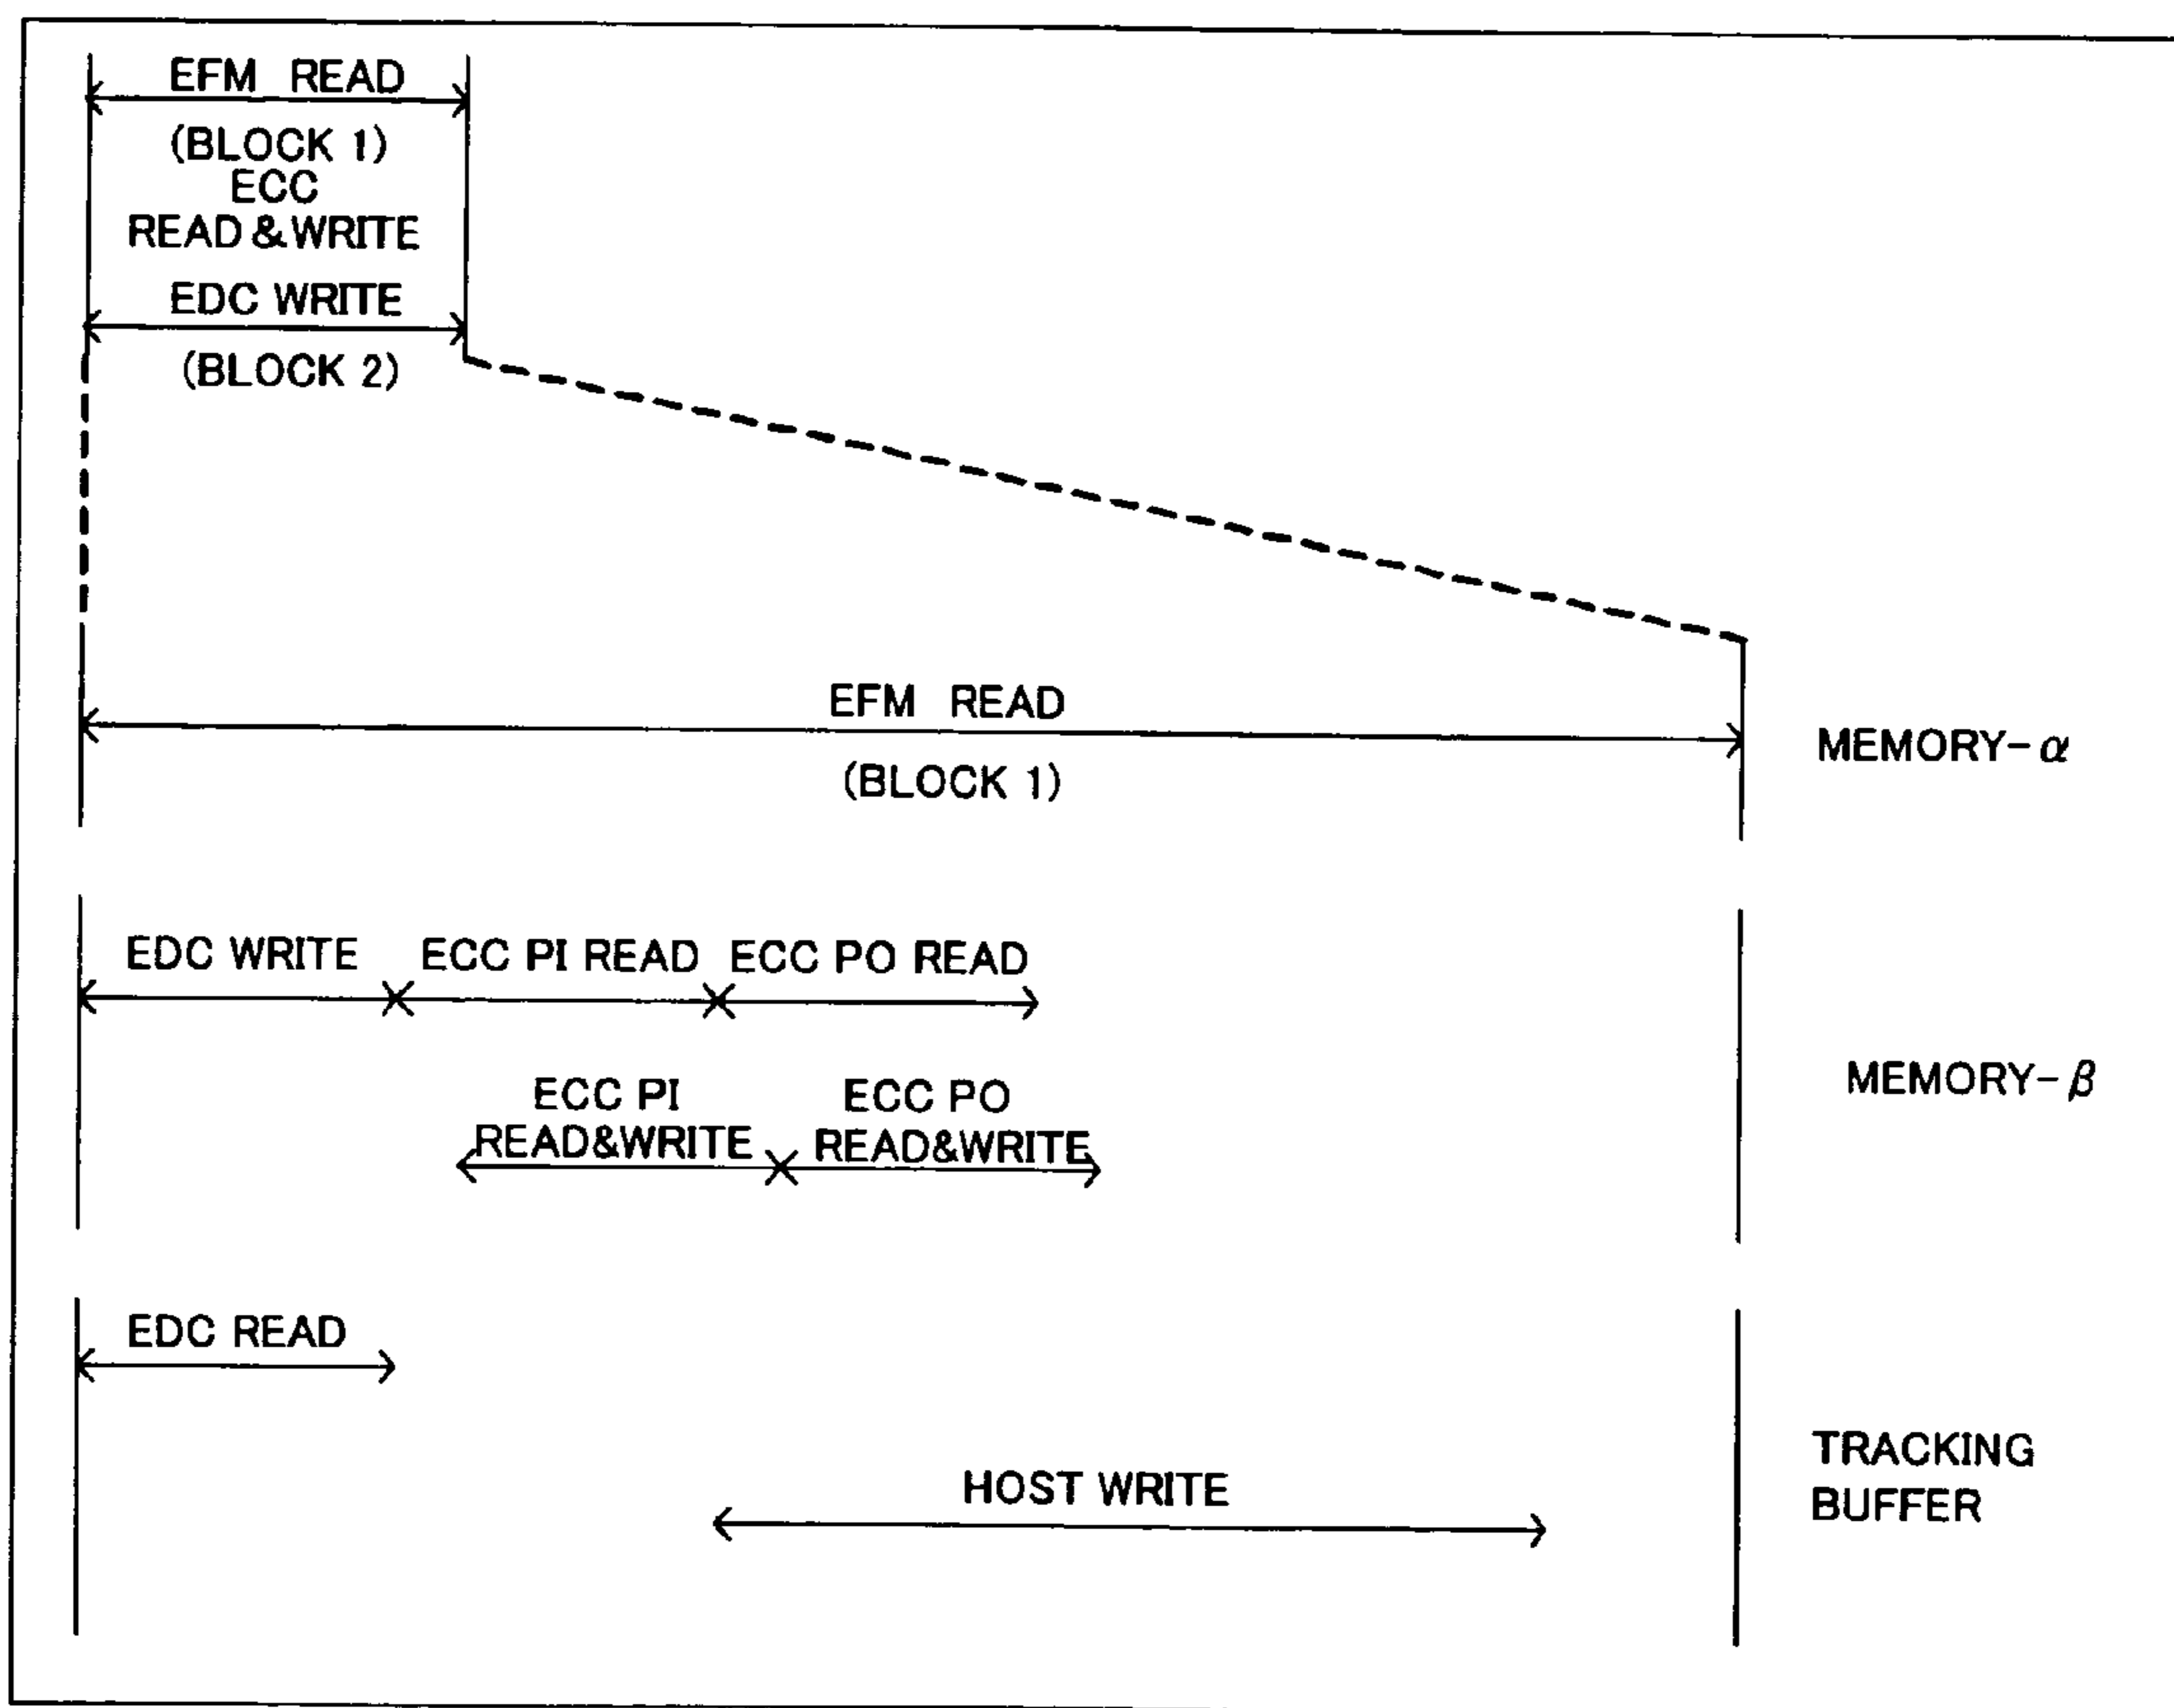 EFM READ
(BLOCK 1)
ECC
READ & WRITE
EDC WRITE
(BLOCK 2)
EFM READ
(BLOCK 1)
MEMORY-α
EDC WRITE ECC PI READ ECC PO READ
MEMORY-β
ECC PI ECC PO
READ&WRITE READ&WRITE
EDC READ
HOST WRITE
TRACKING
BUFFER